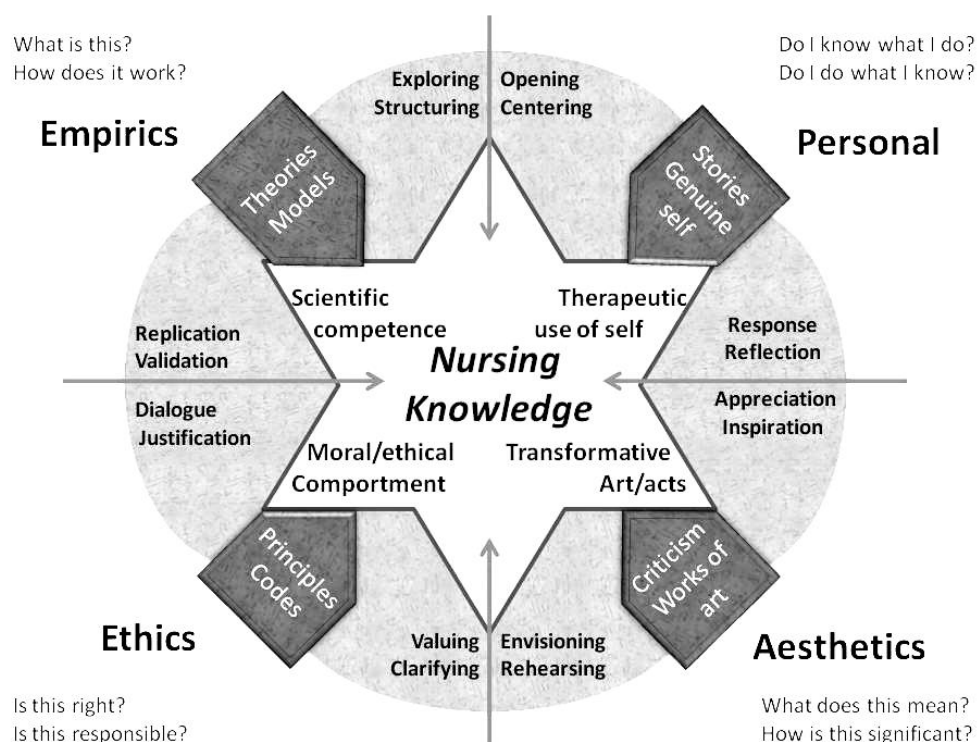 What is this?
How does it work?
Empirics
Theories
Models
Exploring
Structuring
Opening
Centering
Do I know what I do?
Do I do what I know?
Personal
Stories
Genuine
self
Scientific
competence
Therapeutic
use of self
Replication
Validation
Response
Reflection
Nursing
Knowledge
Dialogue
Justification
Appreciation
Inspiration
Moral/ethical
Comportment
Transformative
Art/acts
Principles
Codes
Criticism
Works of
art
Ethics
Valuing
Clarifying
Envisioning
Rehearsing
Aesthetics
Is this right?
Is this responsible?
What does this mean?
How is this significant?